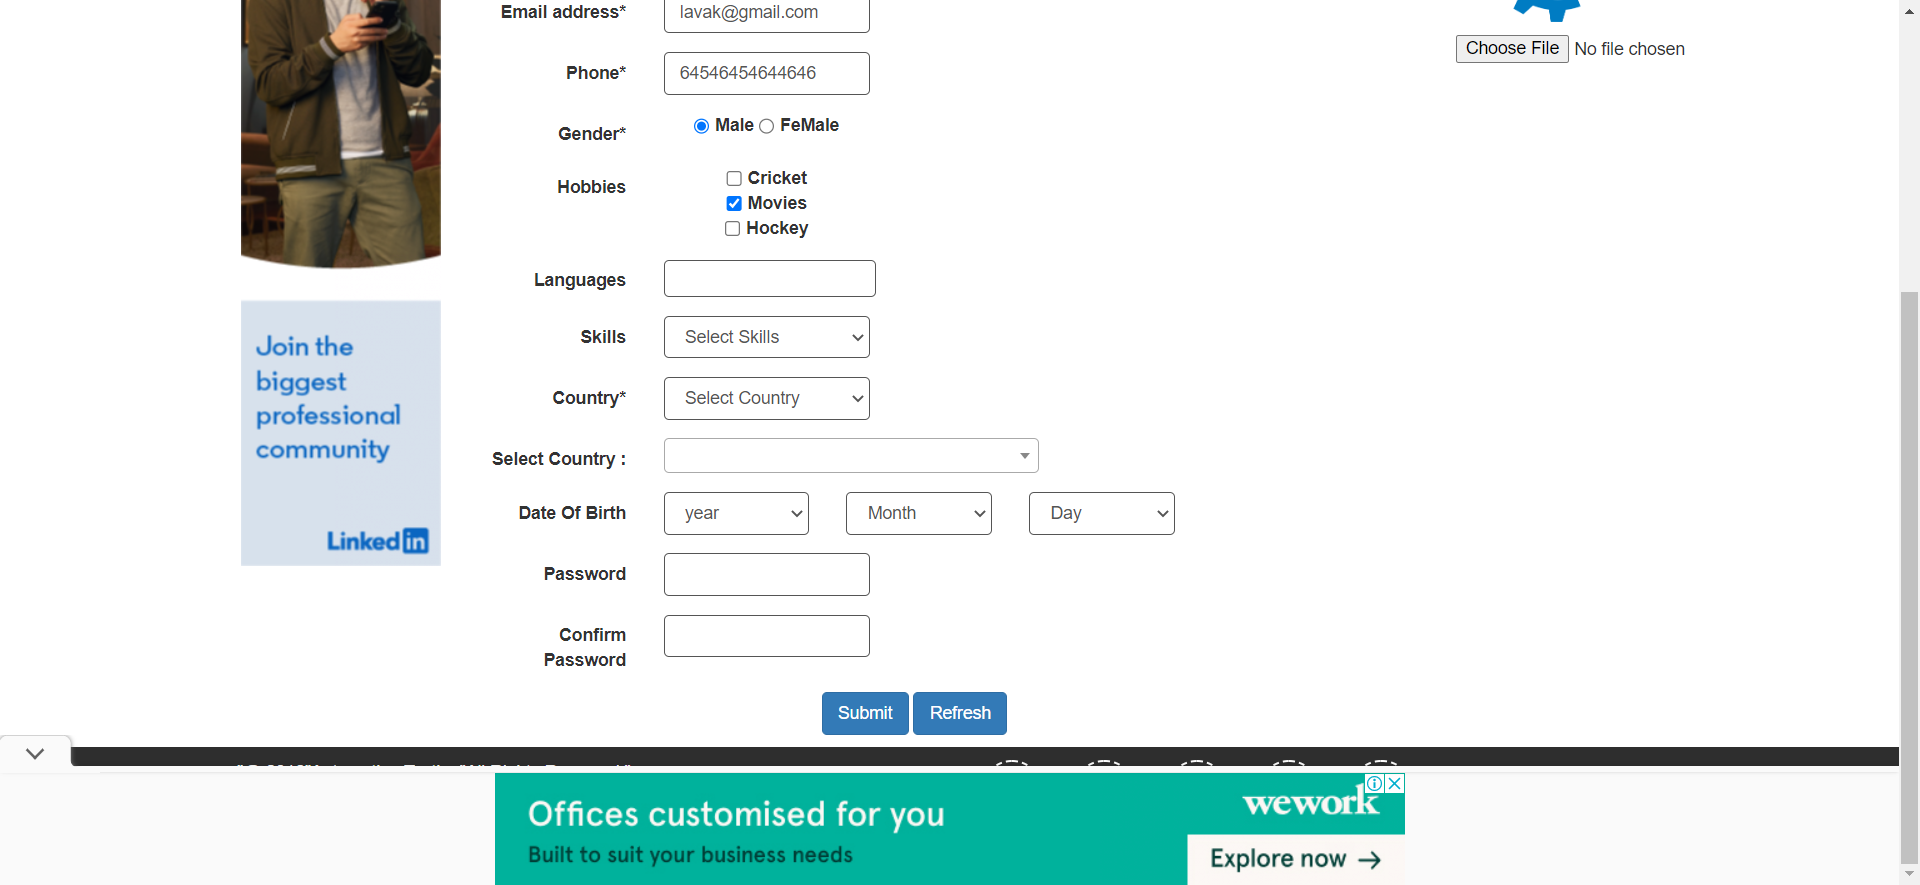 Email address*
lavak@gmail.com
Choose File No file chosen
Phone*
64546454644646
Gender*
Male FeMale
Hobbies
Cricket
Movies
Hockey
Languages
Skills
Select Skills
Country*
Select Country
Select Country :
Date Of Birth
year
Month
Day
Password
Confirm
Password
Submit
Refresh
Join the
biggest
professional
community
Linked in
Offices customised for you
Built to suit your business needs
wework
Explore now →